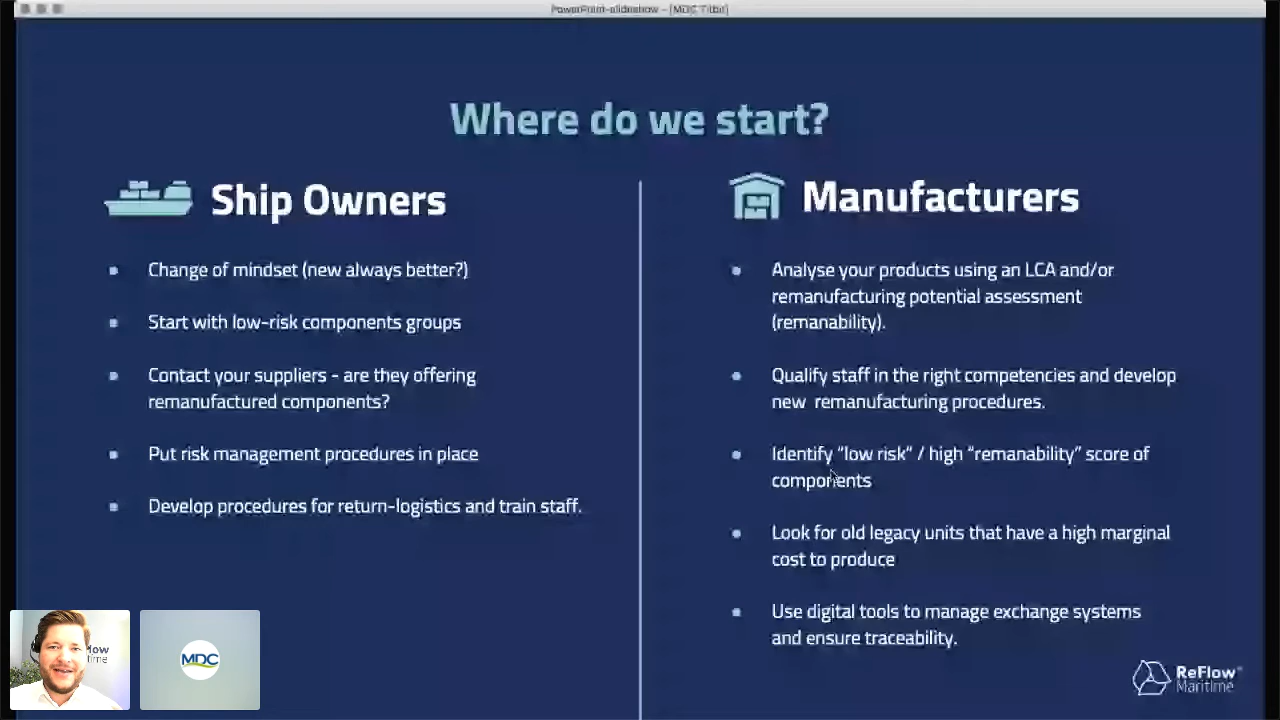 PowerPoint-slideshow - [MDC Titbit]
Where do we start?
Ship Owners
Change of mindset (new always better?)
Start with low-risk components groups
Contact your suppliers - are they offering
remanufactured components?
Put risk management procedures in place
Develop procedures for return-logistics and train staff.
Manufacturers
Analyse your products using an LCA and/or
remanufacturing potential assessment
(remanability).
Qualify staff in the right competencies and develop
new remanufacturing procedures.
Identify “low risk” / high “remanability” score of
components
Look for old legacy units that have a high marginal
cost to produce
Use digital tools to manage exchange systems
and ensure traceability.
MDC
ReFlow
Maritime